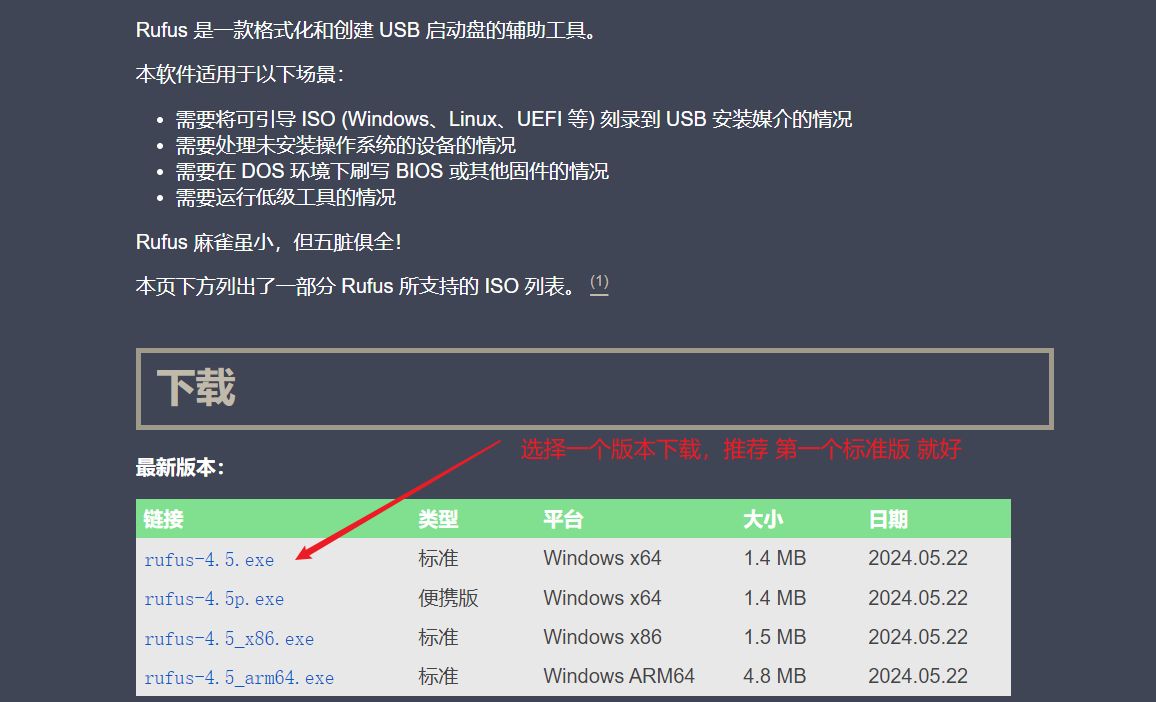 Rufus 是一款格式化和创建 USB 启动盘的辅助工具。
本软件适用于以下场景：
• 需要将可引导 ISO (Windows、Linux、UEFI 等) 刻录到 USB 安装媒介的情况
• 需要处理未安装操作系统的设备的情况
• 需要在 DOS 环境下刷写 BIOS 或其他固件的情况
• 需要运行低级工具的情况
Rufus 麻雀虽小，但五脏俱全！
本页下方列出了一部分 Rufus 所支持的 ISO 列表。 (1)
下载
选择一个版本下载，推荐 第一个标准版 就好
最新版本：
链接 类型 平台 大小 日期
rufus-4.5.exe 标准 Windows x64 1.4 MB 2024.05.22
rufus-4.5p.exe 便携版 Windows x64 1.4 MB 2024.05.22
rufus-4.5_x86.exe 标准 Windows x86 1.5 MB 2024.05.22
rufus-4.5_arm64.exe 标准 Windows ARM64 4.8 MB 2024.05.22